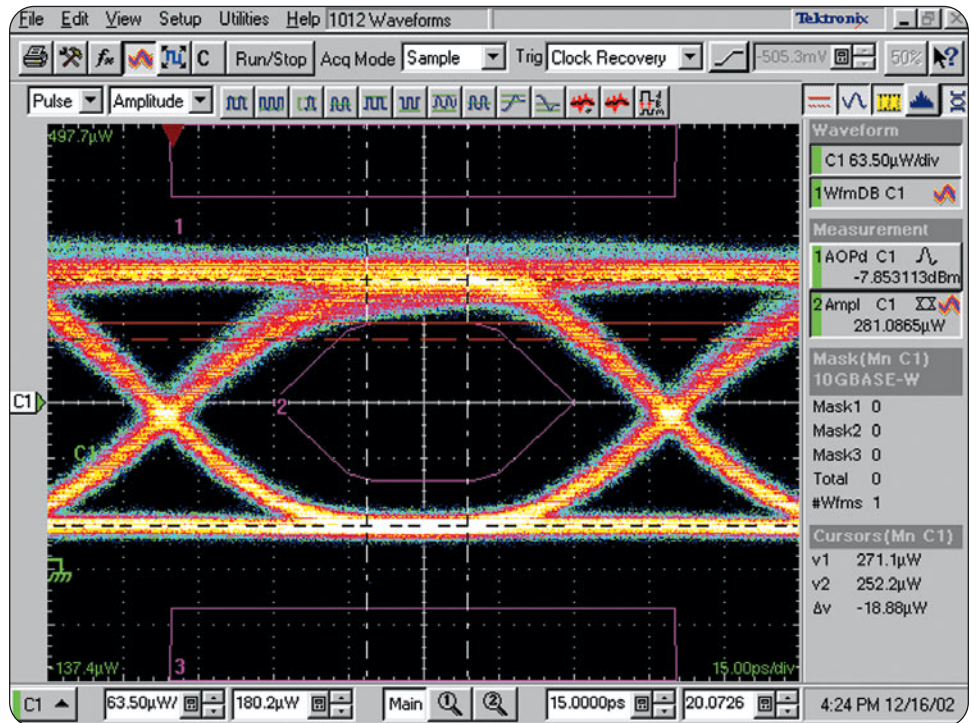 File Edit View Setup Utilities Help 1012 Waveforms Tektronix
C Run/Stop Acq Mode Sample Trig Clock Recovery -505.3mV 50%
Pulse Amplitude
497.7µW
1
2
C1
C1
3
-137.4µW
15.00ps/div
Waveform
C1 63.50µW/div
1 WfmDB C1
Measurement
1 AOPd C1
-7.853113dBm
2 Ampl C1
281.0865µW
Mask(Mn C1)
10GBASE-W
Mask1 0
Mask2 0
Mask3 0
Total 0
#Wfms 1
Cursors(Mn C1)
v1 271.1µW
v2 252.2µW
Δv -18.88µW
C1 63.50µW/ 180.2µW Main 1 2 15.0000ps 20.0726 4:24 PM 12/16/02